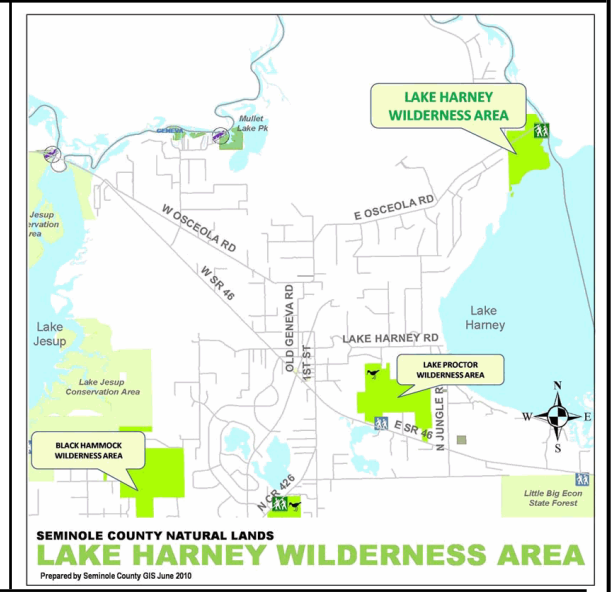 LAKE HARNEY
WILDERNESS AREA
Mullet
Lake Pk
GENEVA
Jesup
ervation
rea
W OSCEOLA RD
E OSCEOLA RD
W SR 46
OLD GENEVA RD
1ST ST
Lake
Harney
Lake
Jesup
LAKE HARNEY RD
LAKE PROCTOR
WILDERNESS AREA
Lake Jesup
Conservation Area
N JUNGLE R
E SR 46
N
W
E
S
BLACK HAMMOCK
WILDERNESS AREA
N CR 426
Little Big Econ
State Forest
SEMINOLE COUNTY NATURAL LANDS
LAKE HARNEY WILDERNESS AREA
Prepared by Seminole County GIS June 2010